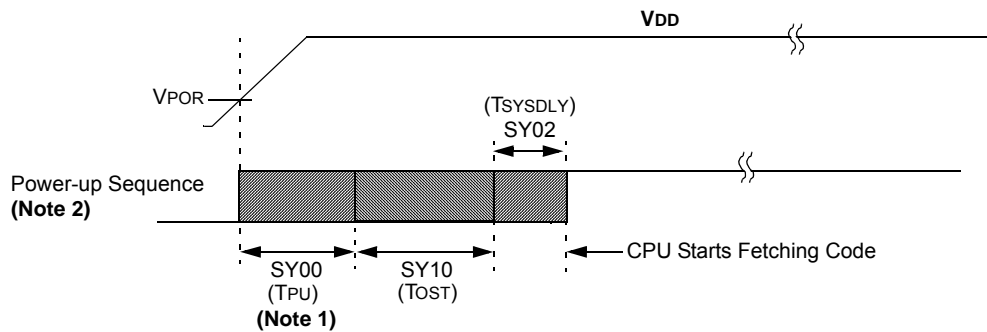 VDD
VPOR
(TSYSDLY)
SY02
Power-up Sequence
(Note 2)
CPU Starts Fetching Code
SY00
(TPU)
(Note 1)
SY10
(TOST)